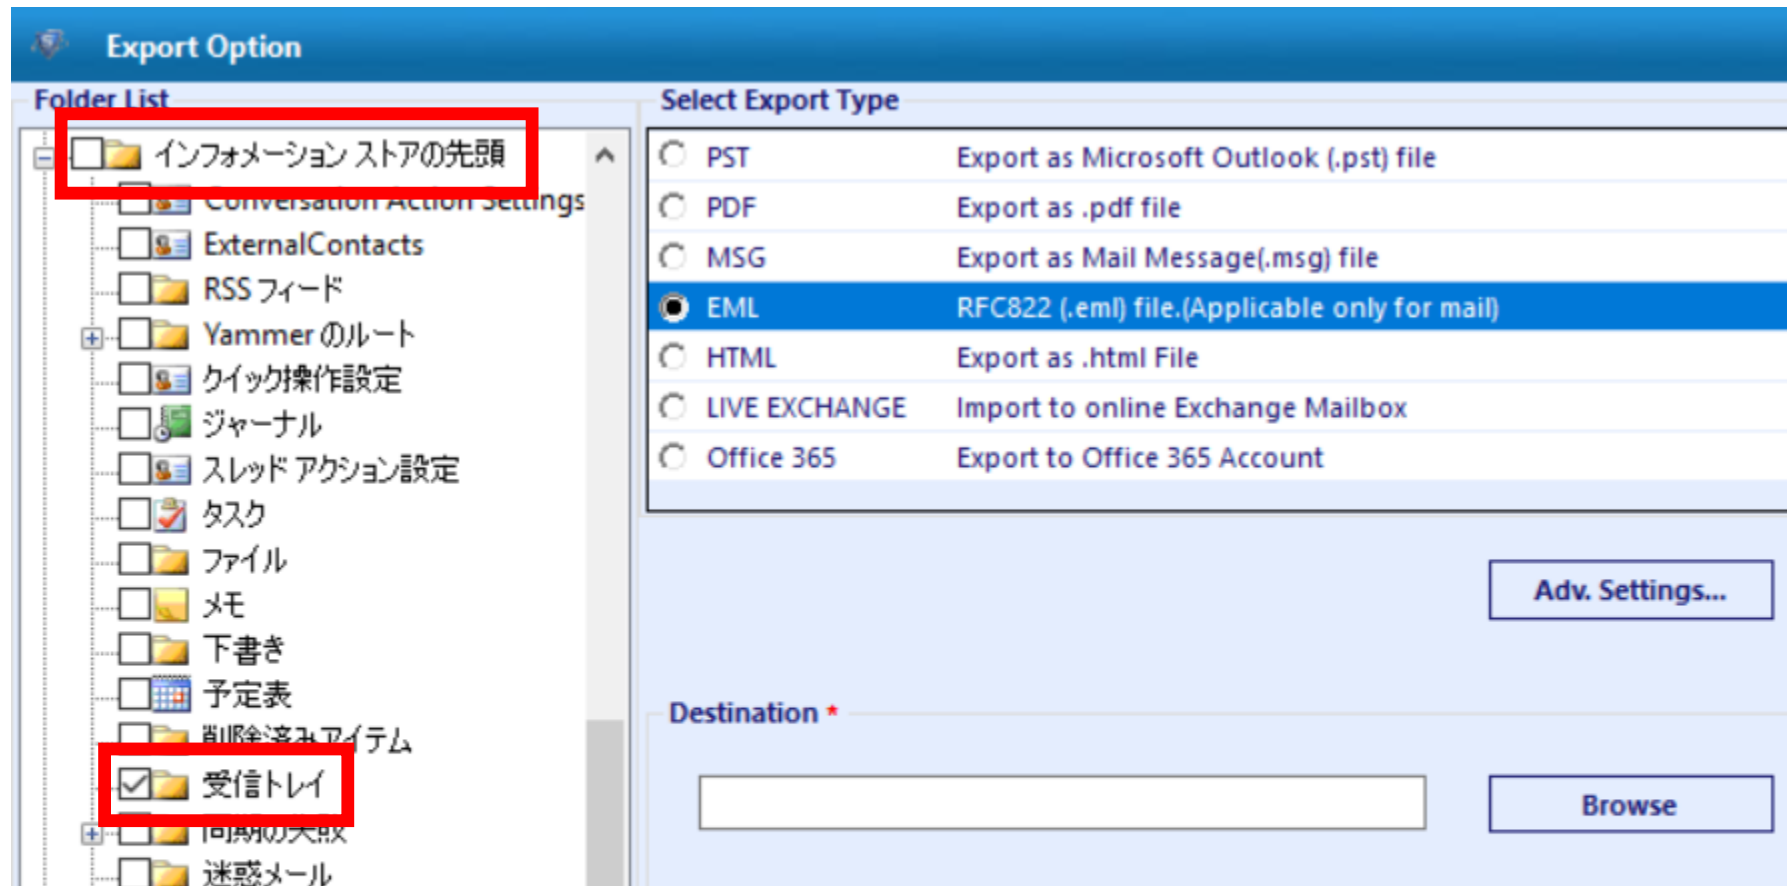 Export Option
Folder List
インフォメーション ストアの先頭
Conversation Action Settings
ExternalContacts
RSS フィード
Yammer のルート
クイック操作設定
ジャーナル
スレッド アクション設定
タスク
ファイル
メモ
下書き
予定表
削除済みアイテム
受信トレイ
同期の失敗
迷惑メール
Select Export Type
PST Export as Microsoft Outlook (.pst) file
PDF Export as .pdf file
MSG Export as Mail Message(.msg) file
EML RFC822 (.eml) file.(Applicable only for mail)
HTML Export as .html File
LIVE EXCHANGE Import to online Exchange Mailbox
Office 365 Export to Office 365 Account
Adv. Settings...
Destination *
Browse